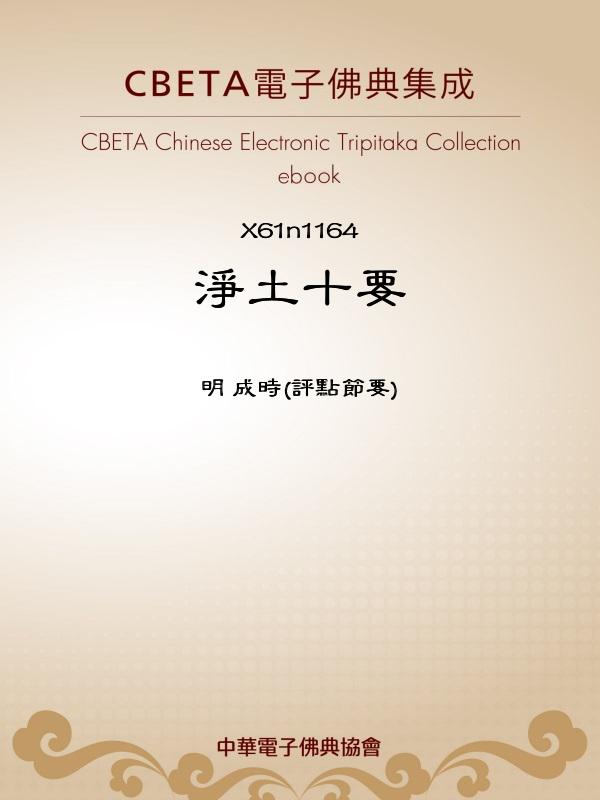 CBETA電子佛典集成
CBETA Chinese Electronic Tripitaka Collection
ebook
X61n1164
淨土十要
明 成時(評點節要)
中華電子佛典協會